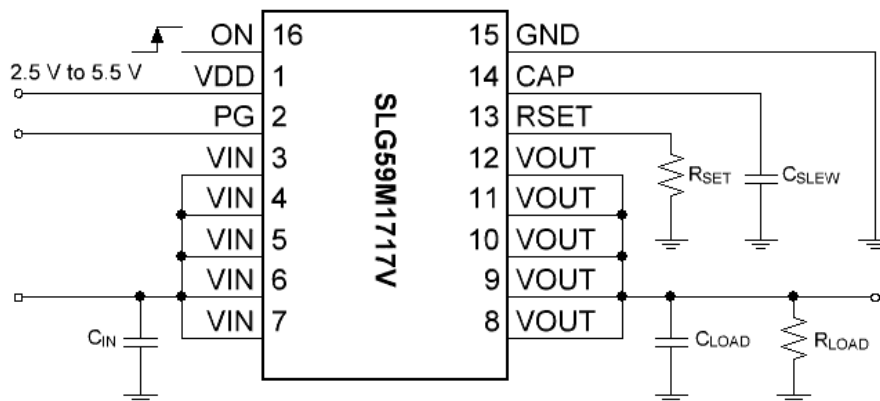 ON 16 15 GND
2.5 V to 5.5 V
VDD 1 14 CAP
PG 2 13 RSET
VIN 3 12 VOUT
RSET CSLEW
VIN 4 11 VOUT
VIN 5 10 VOUT
VIN 6 9 VOUT
VIN 7 8 VOUT
CIN CLOAD RLOAD
SLG59M1717V